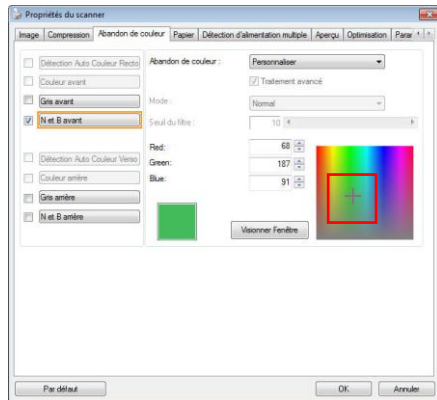 Propriétés du scanner
Image Compression Abandon de couleur Papier Détection d'alimentation multiple Aperçu Optimisation Para
Détection Auto Couleur Recto
Couleur avant
Gris avant
N et B avant
Détection Auto Couleur Verso
Couleur arrière
Gris arrière
N et B arrière
Abandon de couleur : Personnaliser
Traitement avancé
Mode : Normal
Seuil du filtre : 10
Red: 68
Green: 187
Blue: 91
Visionner Fenêtre
Par défaut OK Annuler